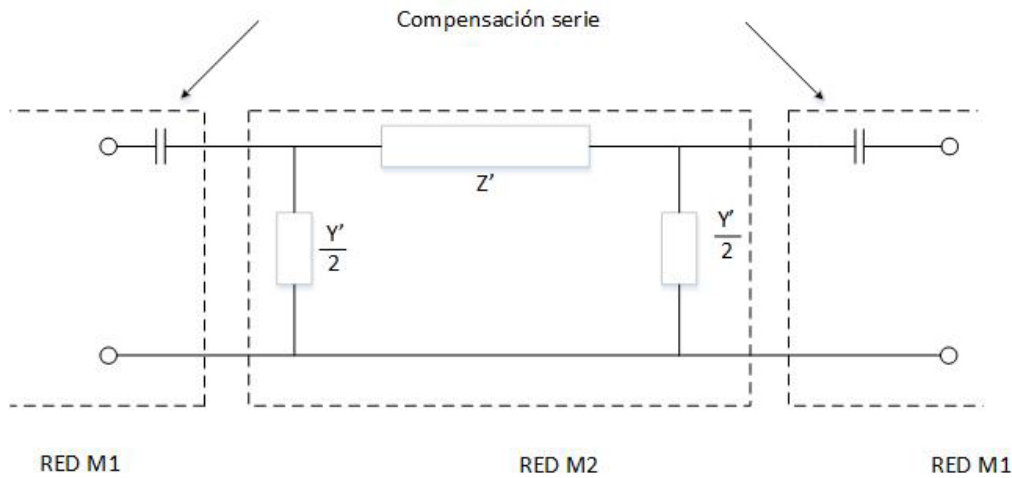 Compensación serie
Z'
Y'
2
Y'
2
RED M1
RED M2
RED M1